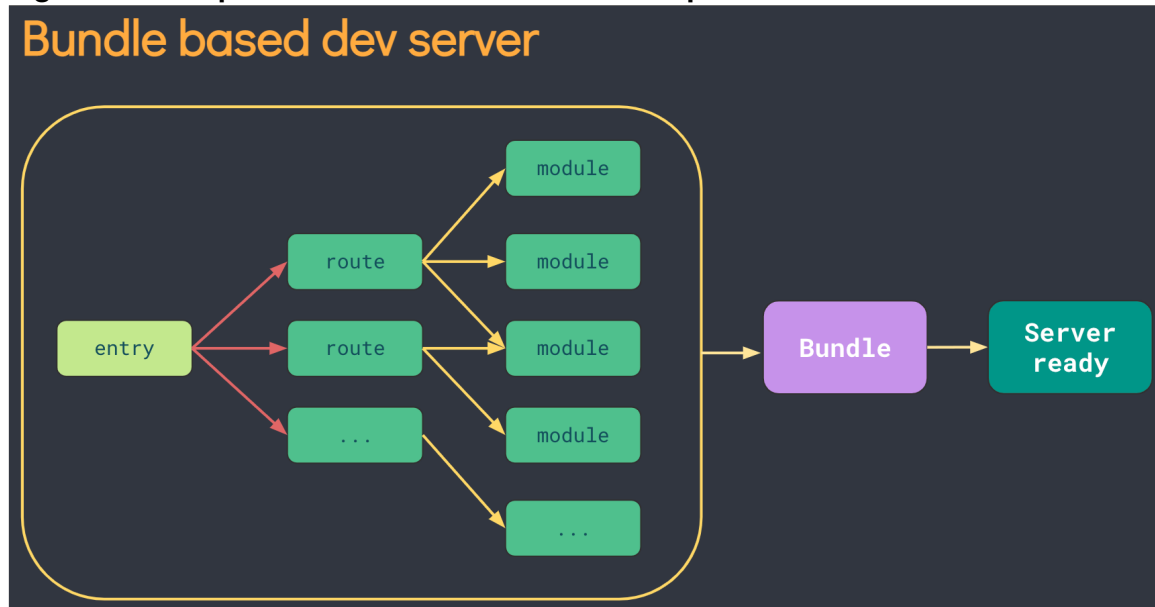 Bundle based dev server
module
route
module
entry
route
module
Bundle
Server
ready
...
module
...